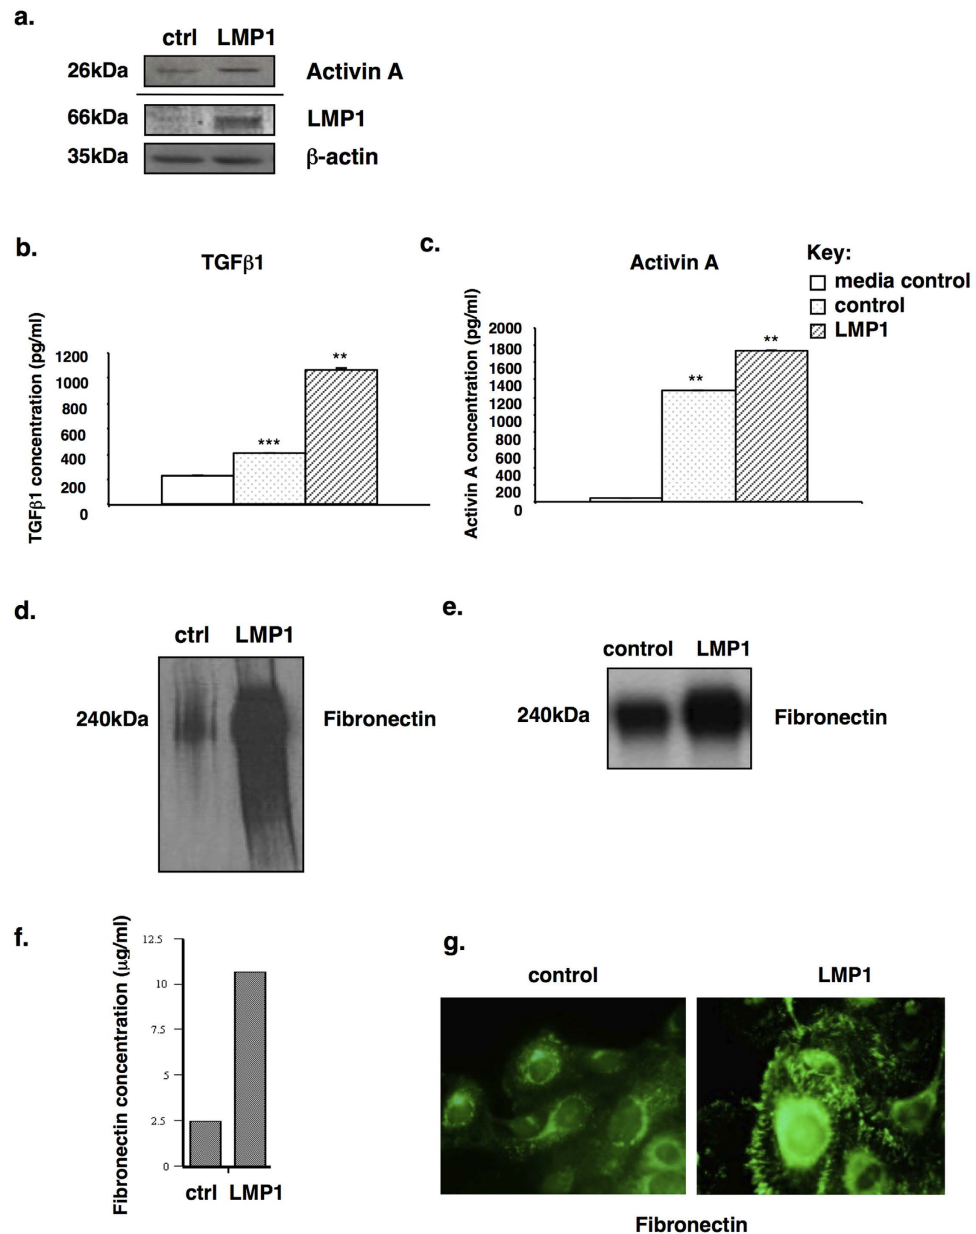 a.
ctrl LMP1
26kDa Activin A
66kDa LMP1
35kDa β-actin
b.
TGFβ1
TGFβ1 concentration (pg/ml)
1200
1000
800
600
400
200
0
***
**
c.
Activin A
Activin A concentration (pg/ml)
2000
1800
1600
1400
1200
1000
800
600
400
200
0
**
**
Key:
media control
control
LMP1
d.
ctrl LMP1
240kDa Fibronectin
e.
control LMP1
240kDa Fibronectin
f.
Fibronectin concentration (μg/ml)
12.5
10
7.5
5
2.5
0
ctrl LMP1
g.
control LMP1
Fibronectin